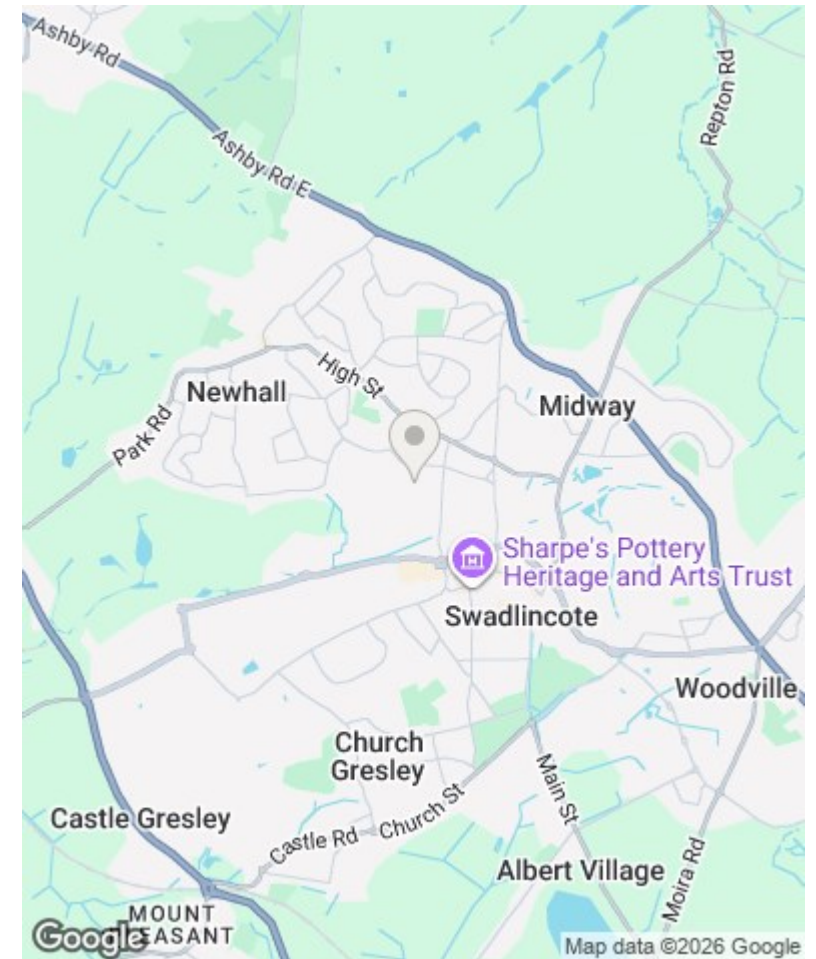 Ashby Rd
Repton Rd
Ashby Rd E
High St
Newhall
Midway
Park Rd
Sharpe's Pottery
Heritage and Arts Trust
Swadlincote
Woodville
Church
Gresley
Main St
Castle Gresley
Church St
Castle Rd
Albert Village
Moira Rd
MOUNT
PLEASANT
Google
Map data ©2026 Google